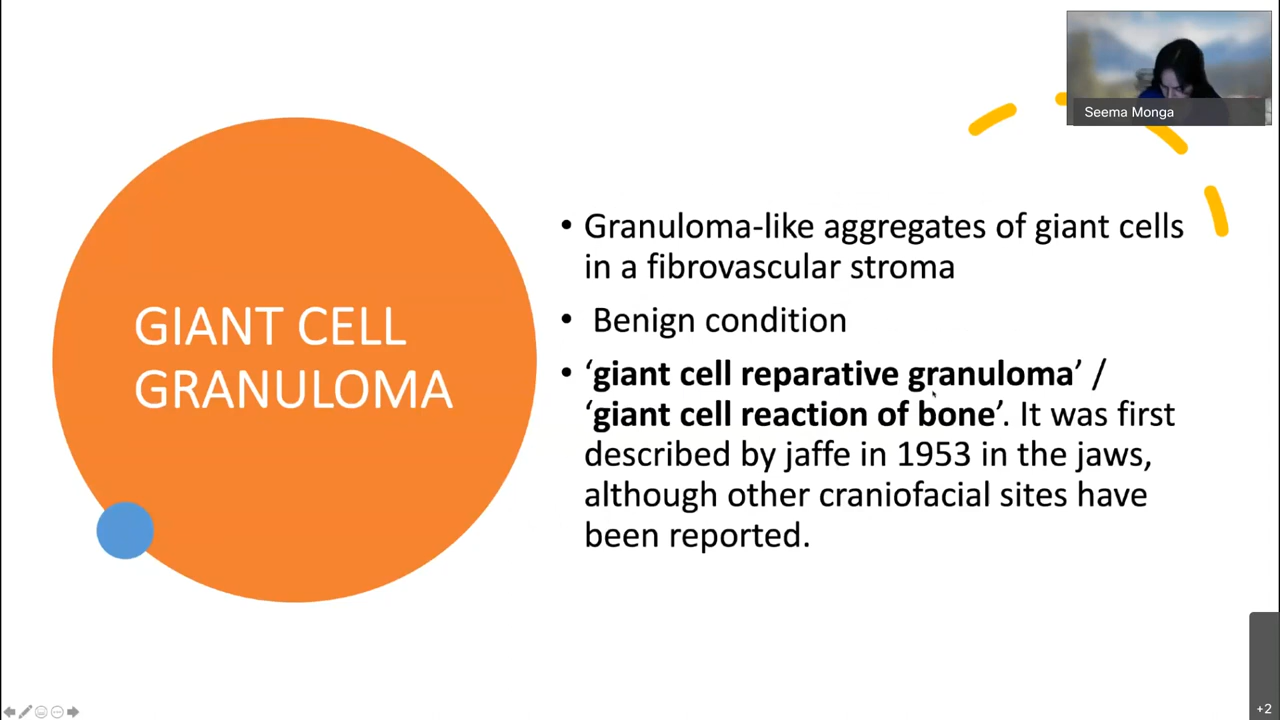 Seema Monga
GIANT CELL
GRANULOMA
• Granuloma-like aggregates of giant cells
in a fibrovascular stroma
• Benign condition
• ‘giant cell reparative granuloma’ /
‘giant cell reaction of bone’. It was first
described by jaffe in 1953 in the jaws,
although other craniofacial sites have
been reported.
+2